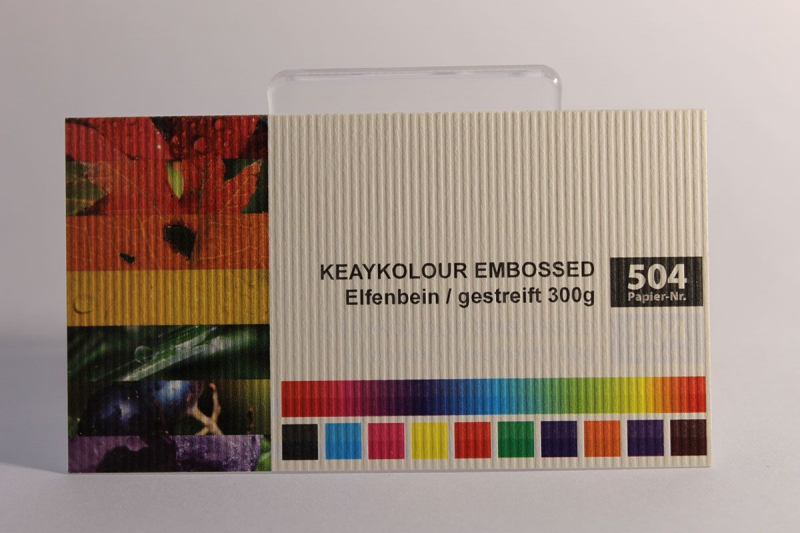 KEAYKOLOUR EMBOSSED
Elfenbein / gestreift 300g
504
Papier-Nr.